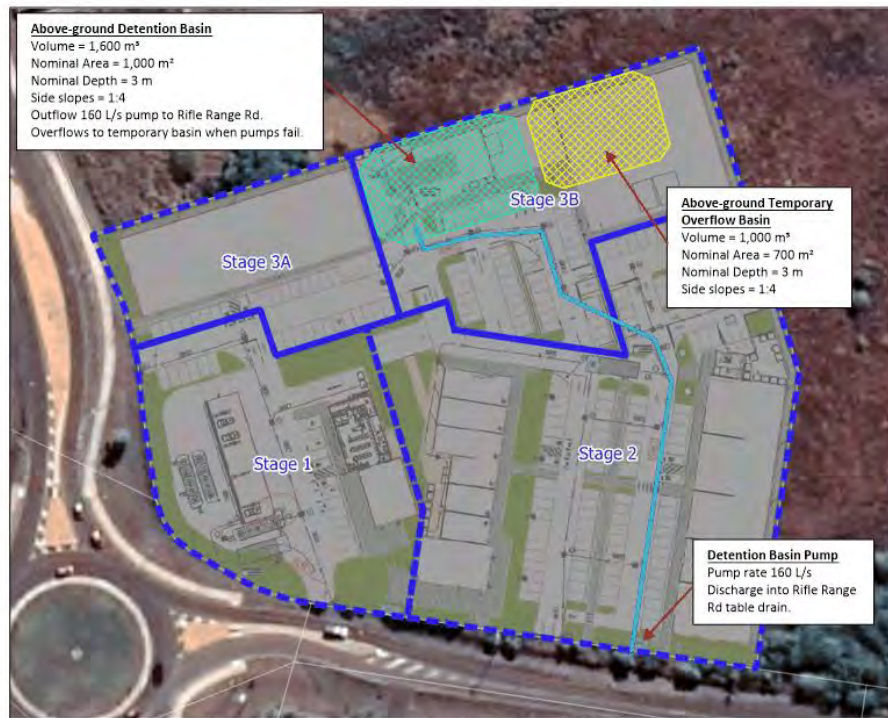 Above-ground Detention Basin
Volume = 1,600 m³
Nominal Area = 1,000 m²
Nominal Depth = 3 m
Side slopes = 1:4
Outflow 160 L/s pump to Rifle Range Rd.
Overflows to temporary basin when pumps fail.
Stage 3B
Above-ground Temporary
Overflow Basin
Volume = 1,000 m³
Nominal Area = 700 m²
Nominal Depth = 3 m
Side slopes = 1:4
Stage 3A
Stage 1
Stage 2
Detention Basin Pump
Pump rate 160 L/s
Discharge into Rifle Range
Rd table drain.